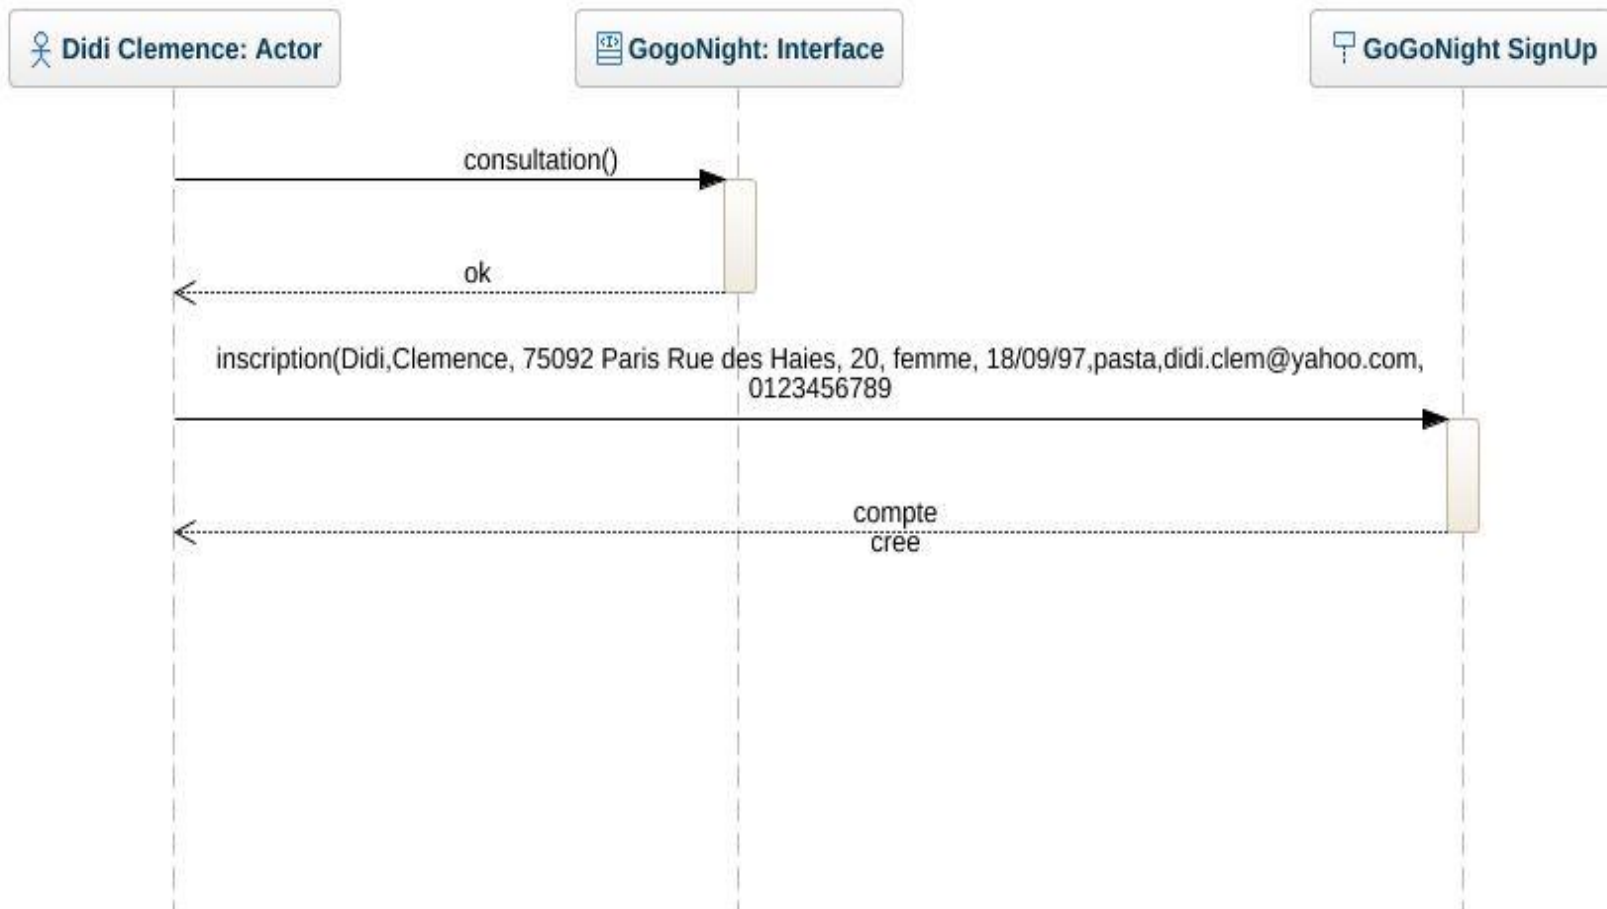 Didi Clemence: Actor
GogoNight: Interface
GoGoNight SignUp
consultation()
ok
inscription(Didi,Clemence, 75092 Paris Rue des Haies, 20, femme, 18/09/97,pasta,didi.clem@yahoo.com,
0123456789
compte
cree